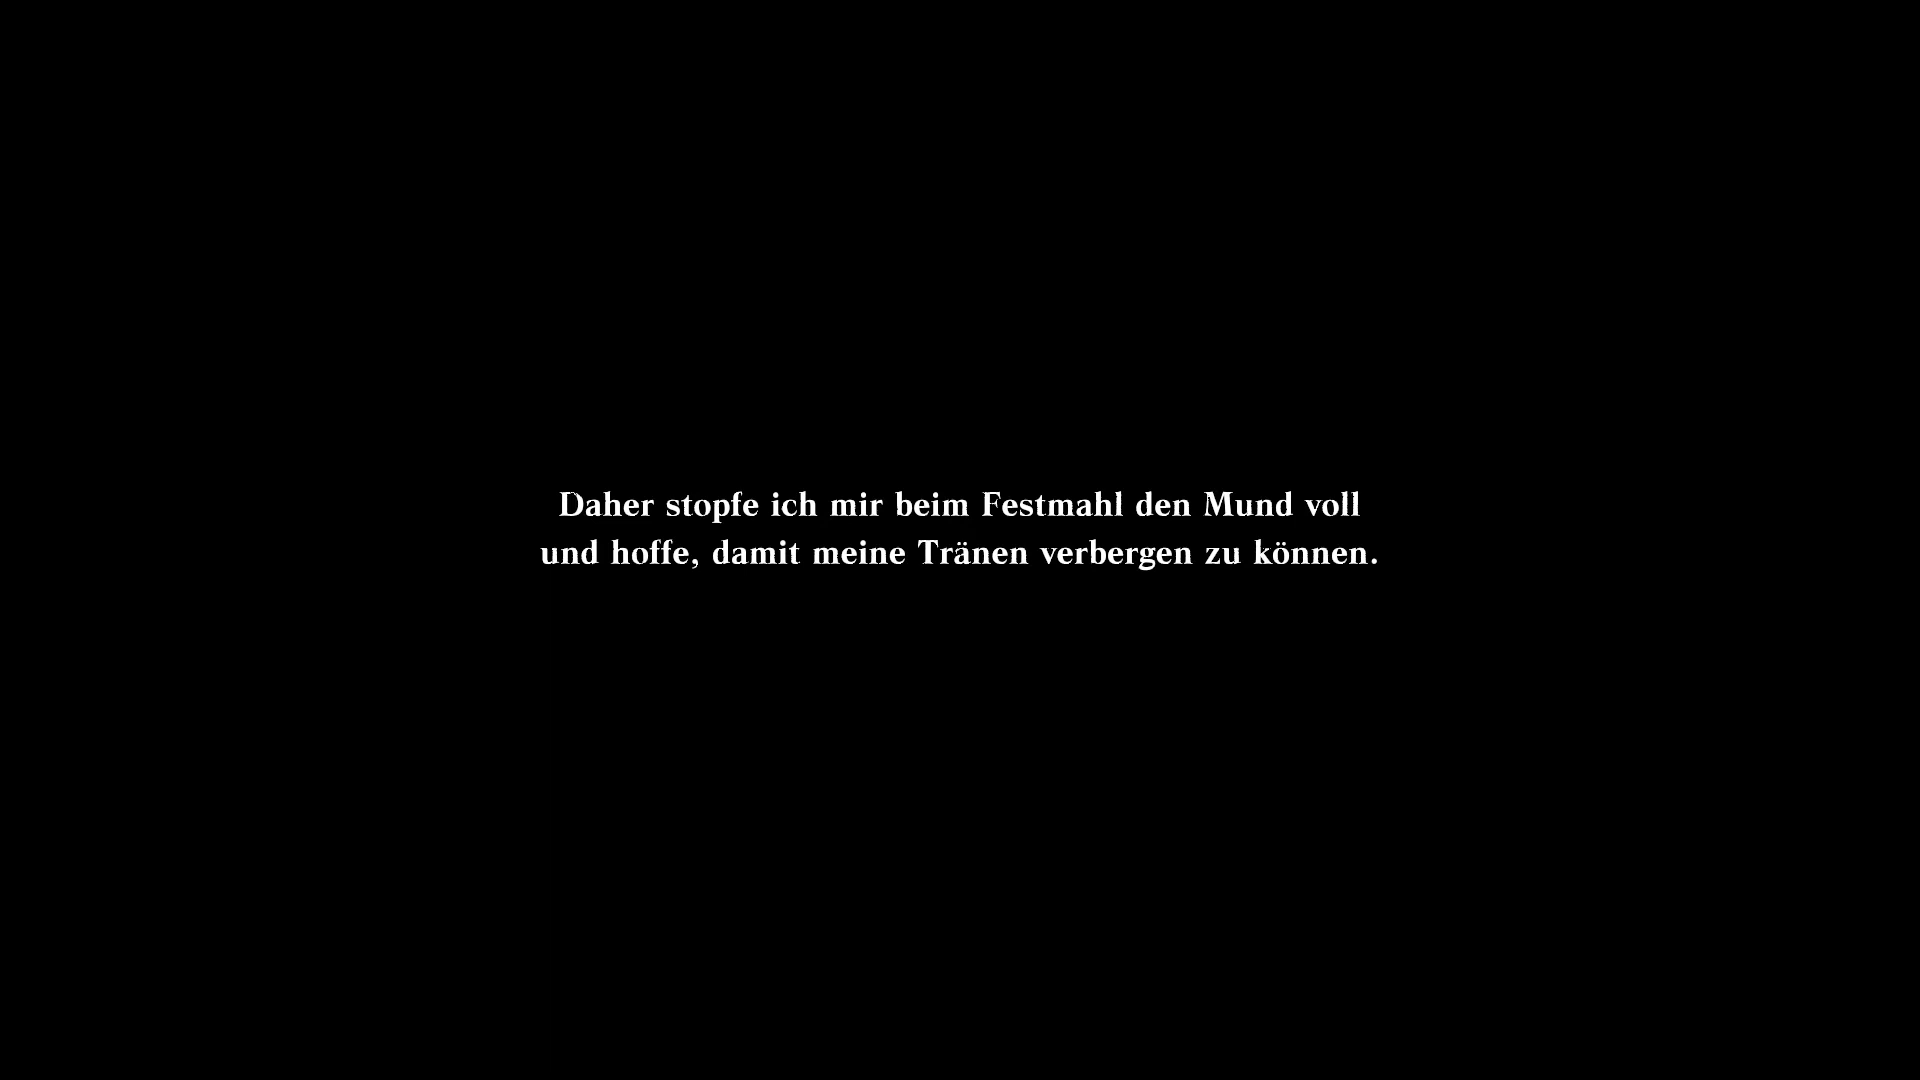 Daher stopfe ich mir beim Festmahl den Mund voll
und hoffe, damit meine Tränen verbergen zu können.